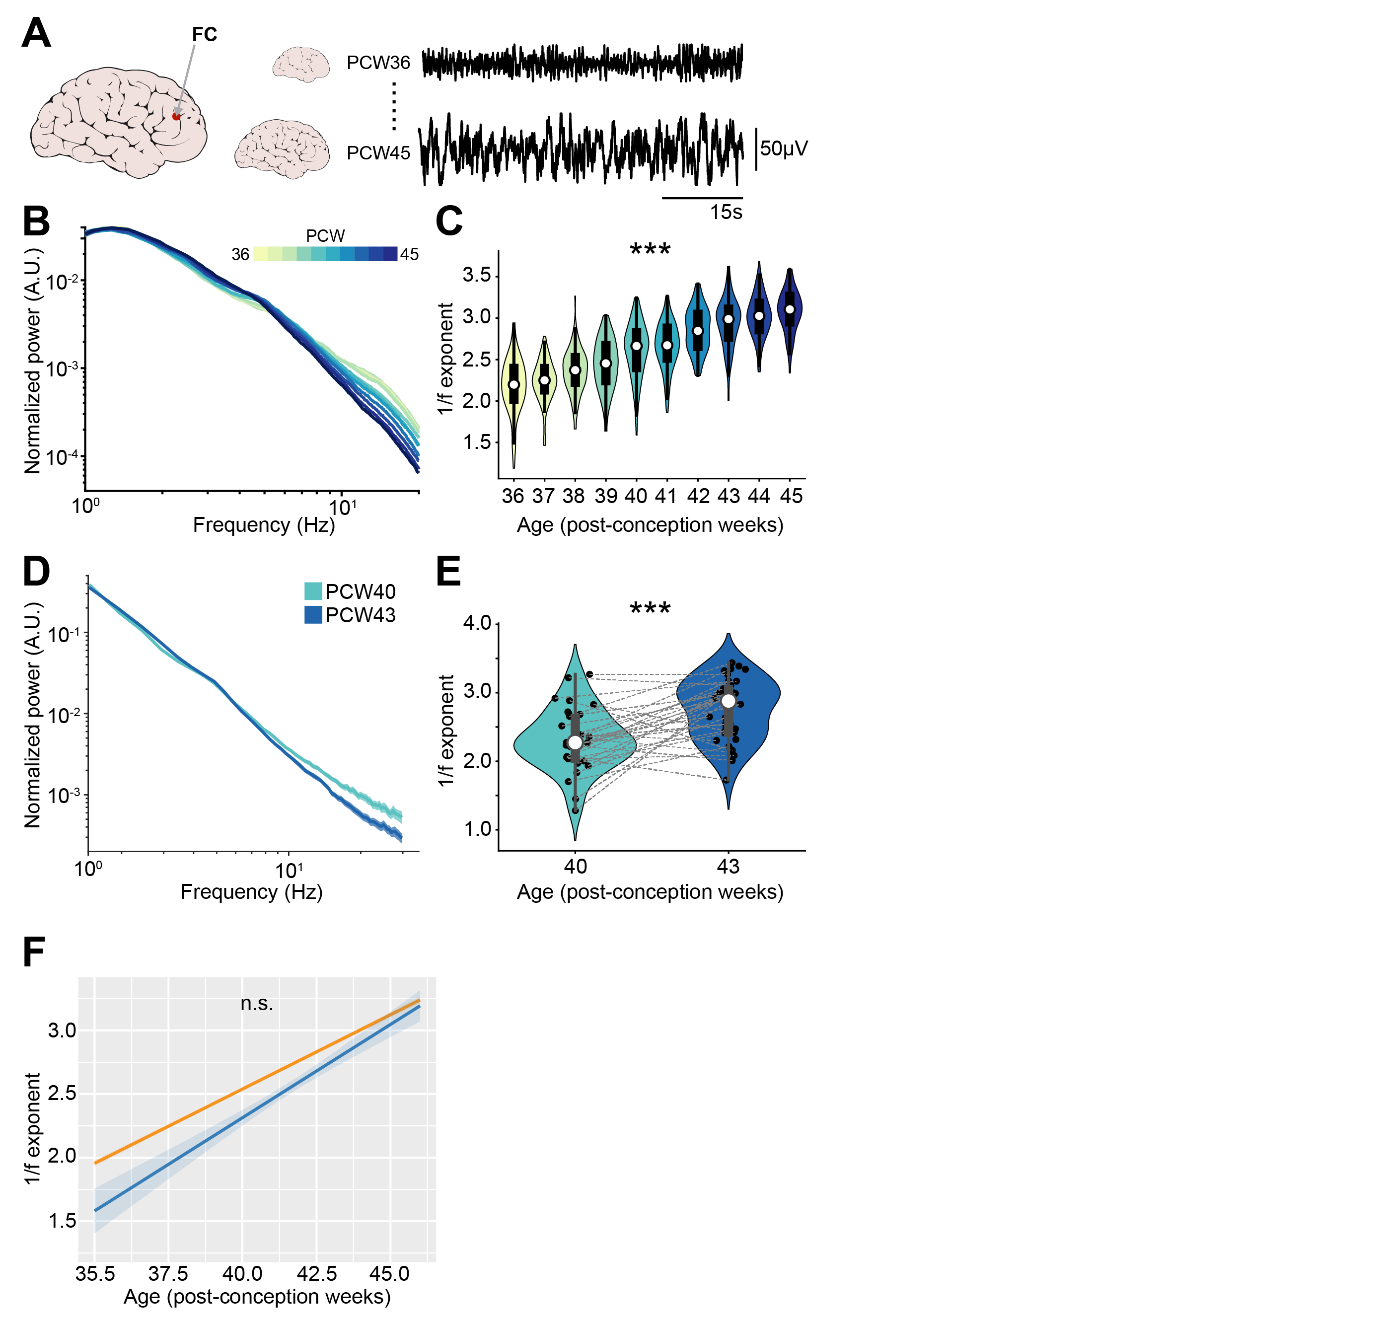 A
FC
PCW36
PCW45
50µV
15s
B
PCW
36
45
Normalized power (A.U.)
10-2
10-3
10-4
100
101
Frequency (Hz)
C
***
1/f exponent
3.5
3.0
2.5
2.0
1.5
36 37 38 39 40 41 42 43 44 45
Age (post-conception weeks)
D
PCW40
PCW43
Normalized power (A.U.)
10-1
10-2
10-3
100
101
Frequency (Hz)
E
***
1/f exponent
4.0
3.0
2.0
1.0
40 43
Age (post-conception weeks)
F
n.s.
1/f exponent
3.0
2.5
2.0
1.5
35.5 37.5 40.0 42.5 45.0
Age (post-conception weeks)